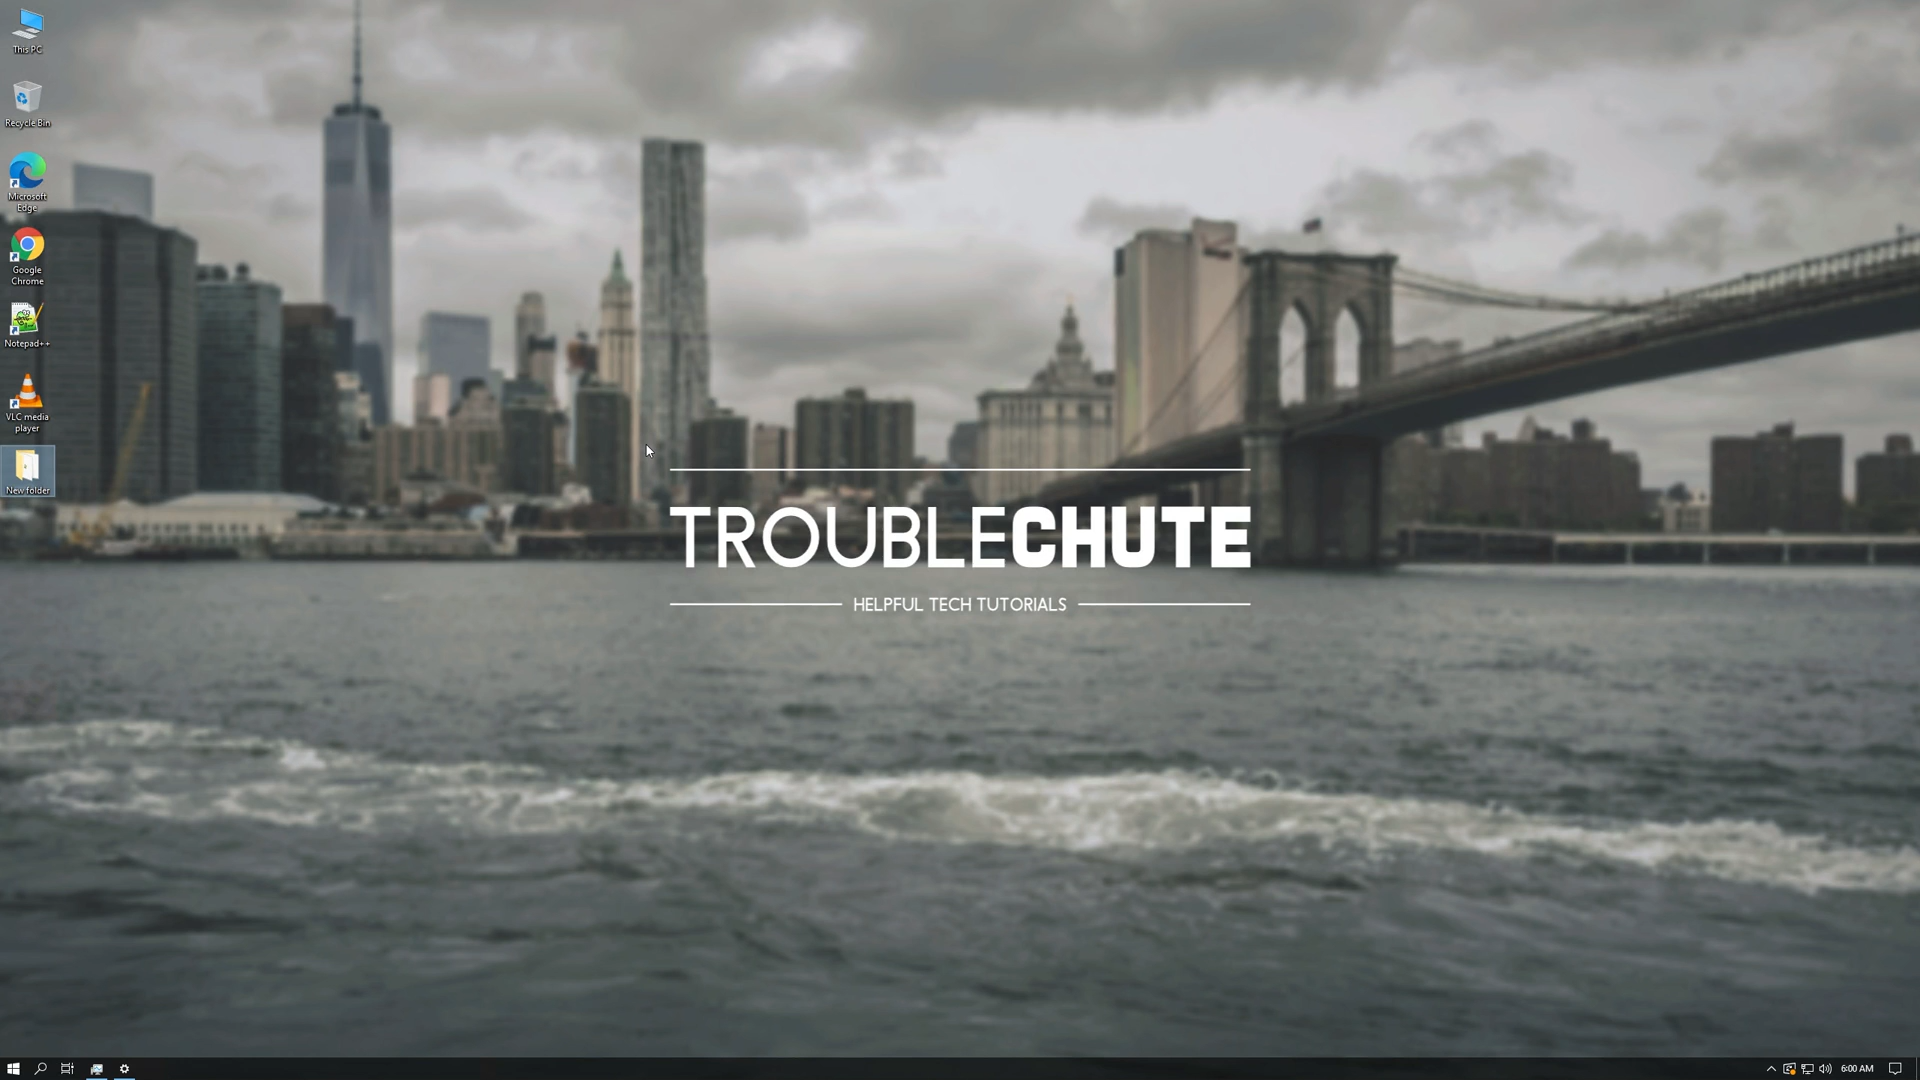 This PC
Recycle Bin
Microsoft
Edge
Google
Chrome
Notepad++
VLC media
player
New folder
TROUBLECHUTE
HELPFUL TECH TUTORIALS
6:00 AM